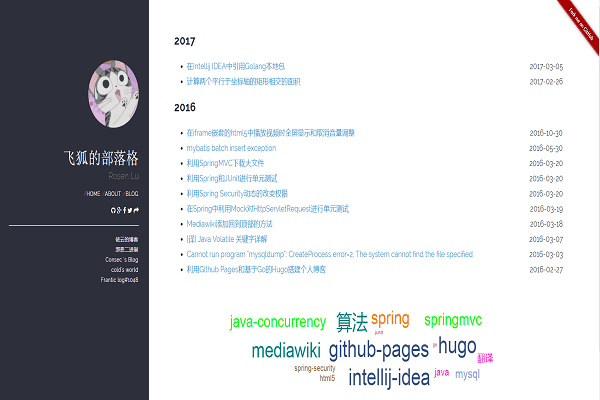 Fork me on GitHub
飞狐的部落格
Rosen Lu
/HOME /ABOUT /BLOG
依云的博客
邪恶二进制
Consec`s Blog
cold's world
Frantic log#1048
2017
在Intellij IDEA中引用Golang本地包 2017-03-05
计算两个平行于坐标轴的矩形相交的面积 2017-02-26
2016
在iframe嵌套的html5中播放视频时全屏显示和取消音量调整 2016-10-30
mybatis batch insert exception 2016-05-30
利用SpringMVC下载大文件 2016-03-20
利用Spring和JUnit进行单元测试 2016-03-20
利用Spring Security动态的改变权限 2016-03-20
在Spring中利用Mock对HttpServletRequest进行单元测试 2016-03-19
Mediawiki添加回到顶部的方法 2016-03-18
[译] Java Volatile 关键字详解 2016-03-07
Cannot run program "mysqldump": CreateProcess error=2, The system cannot find the file specified 2016-03-03
利用Github Pages和基于Go的Hugo搭建个人博客 2016-02-27
java-concurrency 算法 spring springmvc
junit
mediawiki github-pages hugo 翻译
spring-security
html5 intellij-idea java mysql